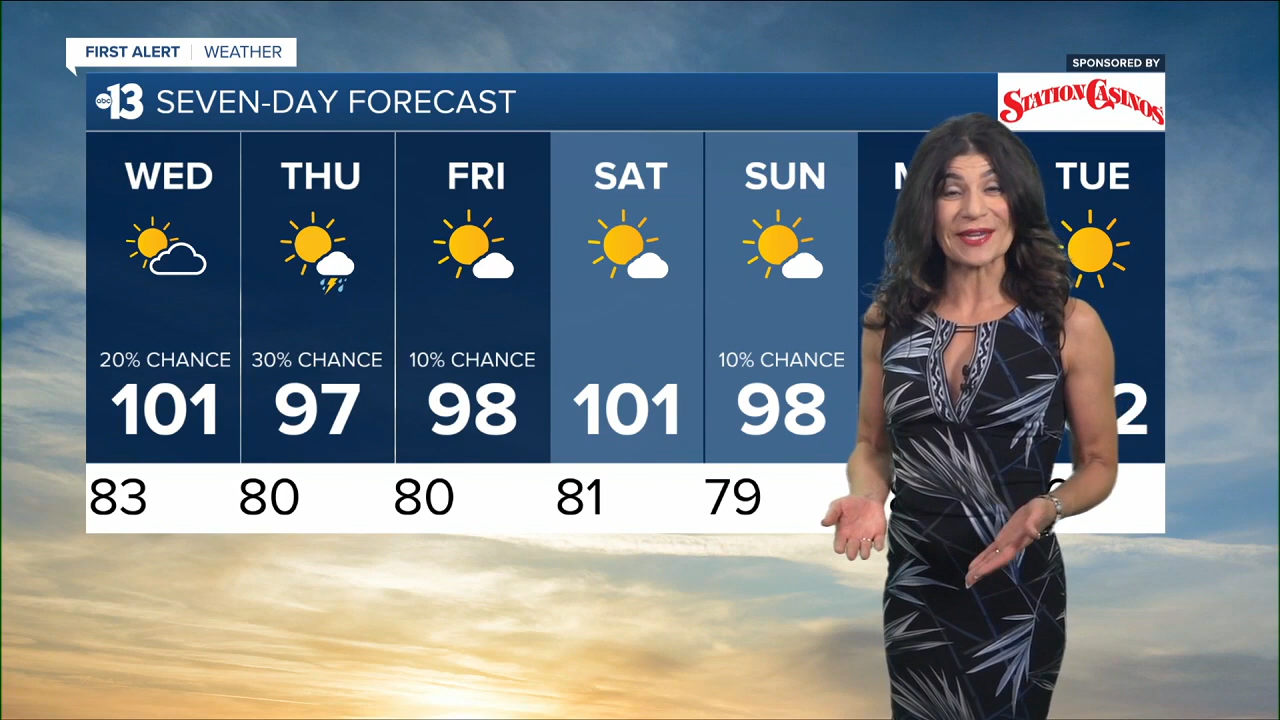 FIRST ALERT | WEATHER
SPONSORED BY
abc 13 SEVEN-DAY FORECAST
STATION CASINOS
WED THU FRI SAT SUN TUE
20% CHANCE 30% CHANCE 10% CHANCE 10% CHANCE
101 97 98 101 98
83 80 80 81 79